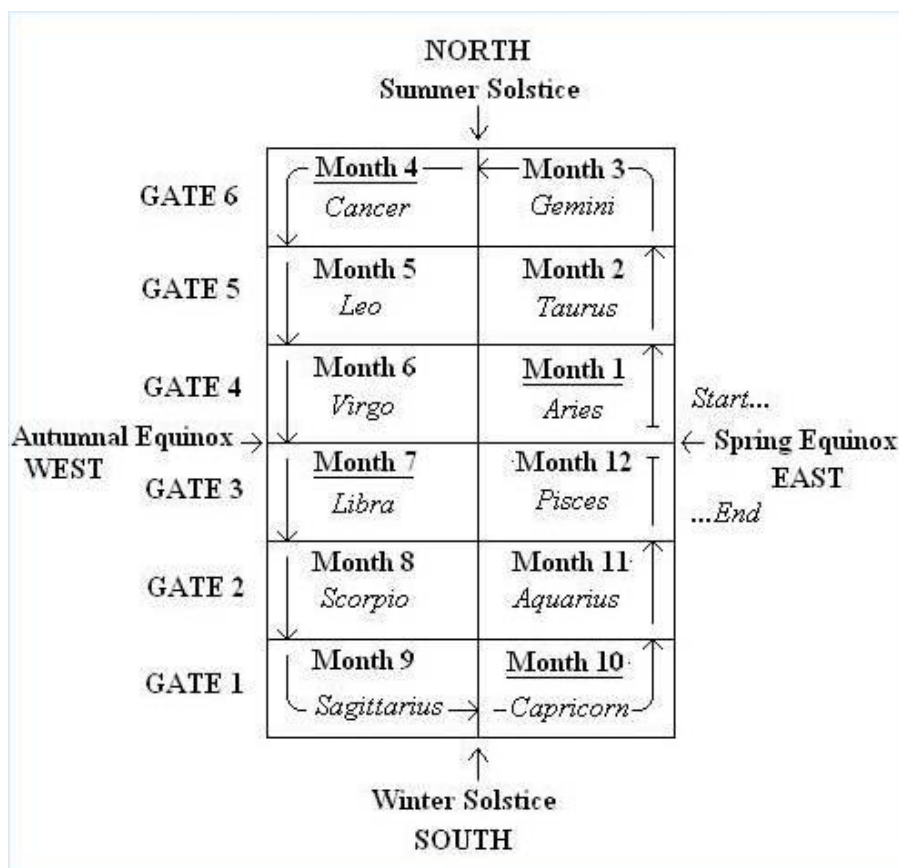 NORTH
Summer Solstice
GATE 6
Month 4
Cancer
Month 3
Gemini
GATE 5
Month 5
Leo
Month 2
Taurus
GATE 4
Month 6
Virgo
Month 1
Aries
Start...
Autumnal Equinox
WEST
Spring Equinox
EAST
GATE 3
Month 7
Libra
Month 12
Pisces
...End
GATE 2
Month 8
Scorpio
Month 11
Aquarius
GATE 1
Month 9
Sagittarius
Month 10
Capricorn
Winter Solstice
SOUTH